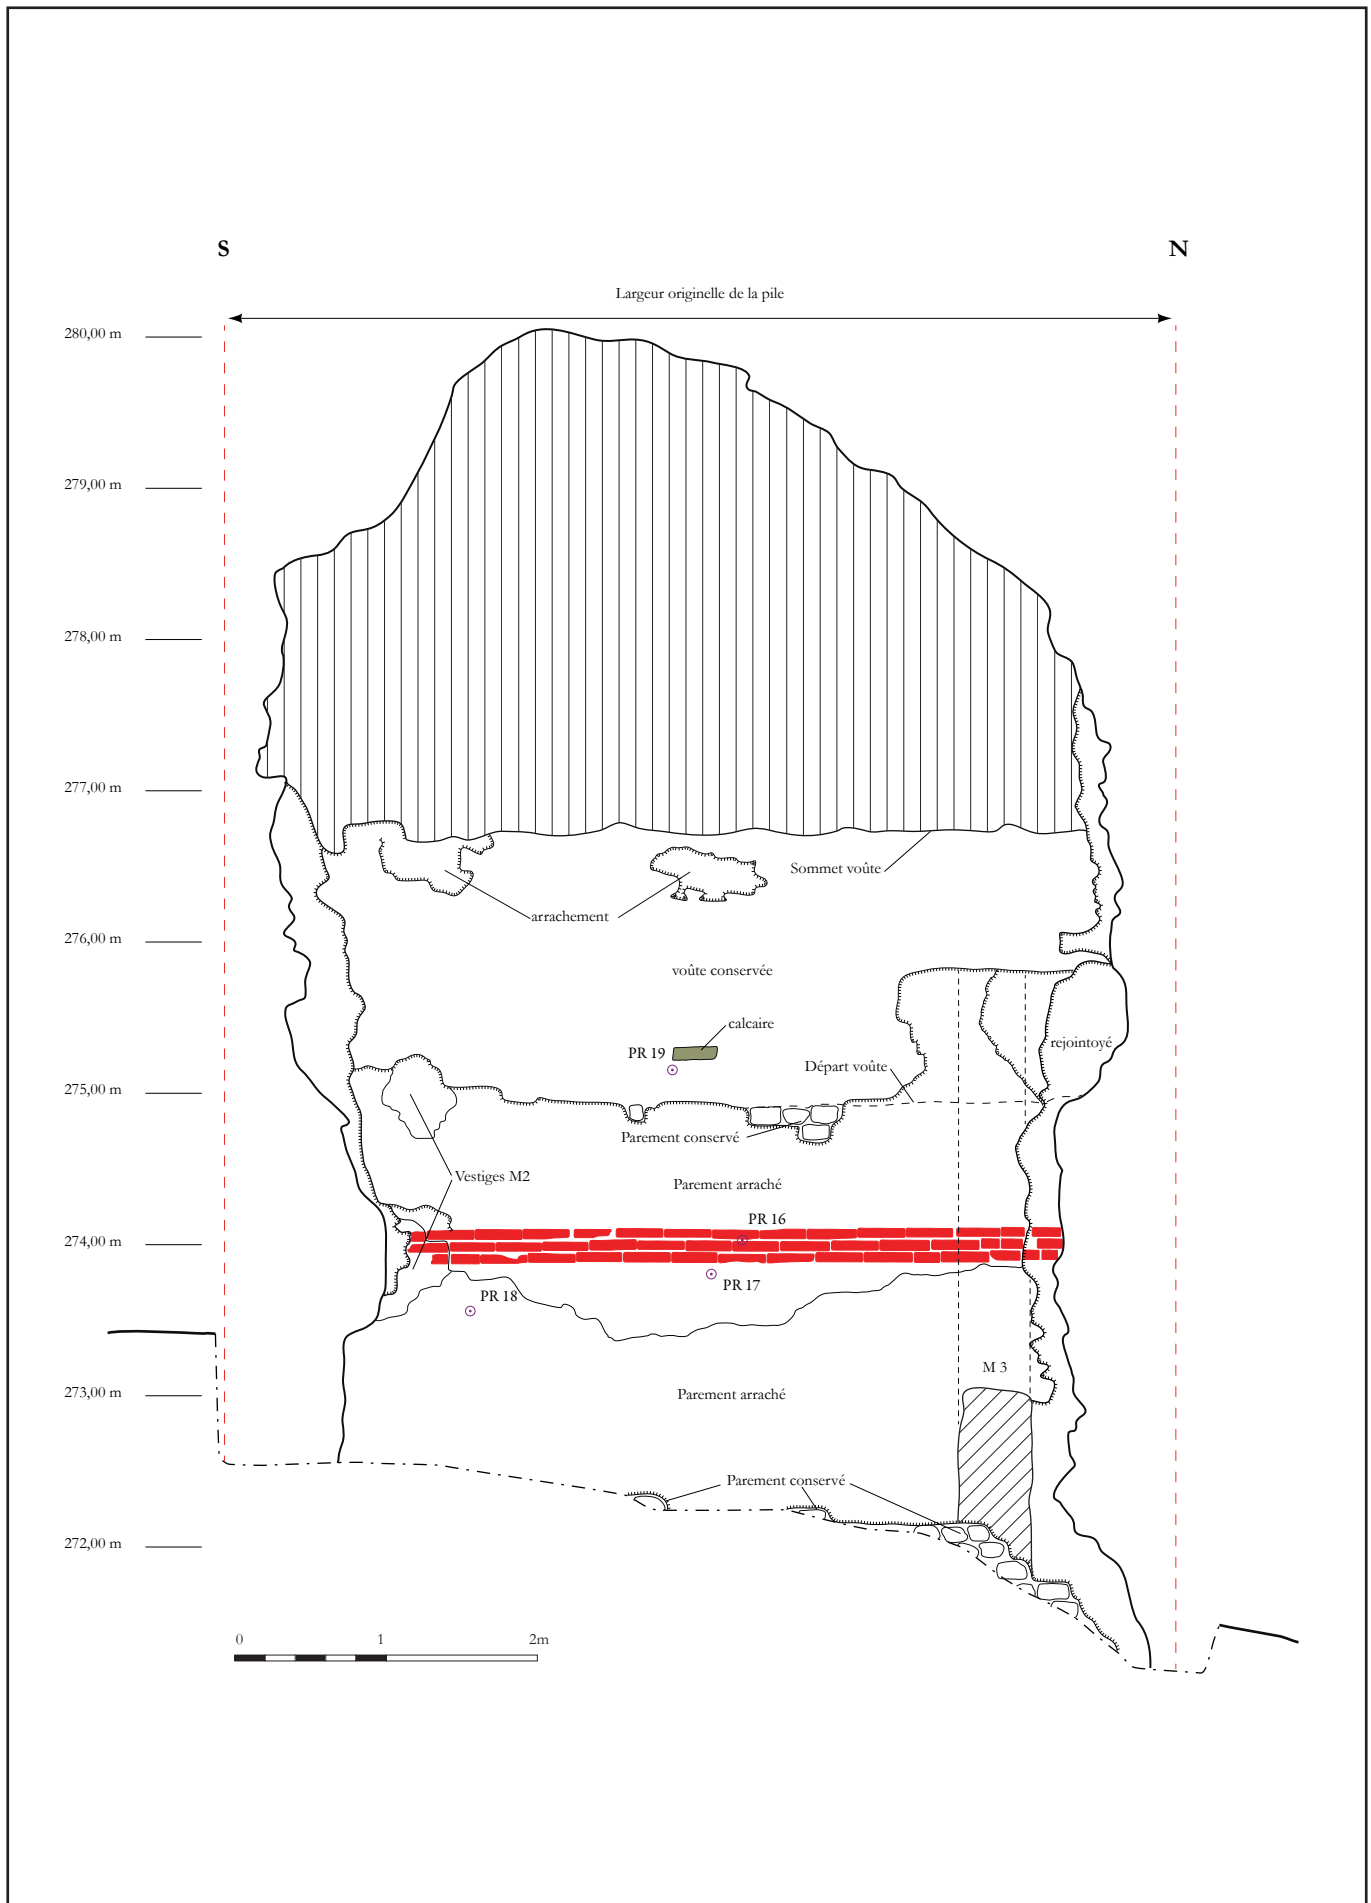 S
N
Largeur originelle de la pile
280,00 m
279,00 m
278,00 m
277,00 m
Sommet voûte
arrachement
276,00 m
voûte conservée
calcaire
rejointoyé
PR 19
Départ voûte
275,00 m
Parement conservé
Vestiges M2
Parement arraché
PR 16
274,00 m
PR 17
PR 18
M 3
273,00 m
Parement arraché
Parement conservé
272,00 m
0 1 2m